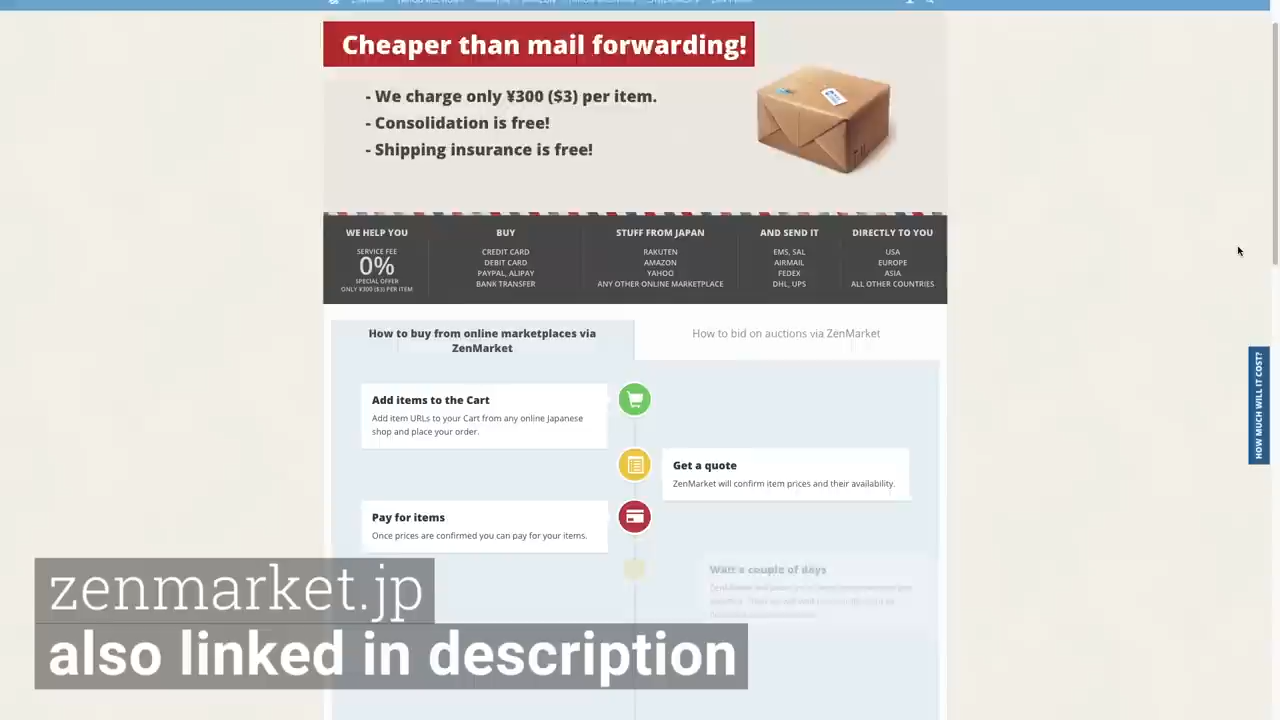 Cheaper than mail forwarding!
- We charge only ¥300 ($3) per item.
- Consolidation is free!
- Shipping insurance is free!
WE HELP YOU
SERVICE FEE
0%
SPECIAL OFFER
ONLY ¥300 ($3) PER ITEM
BUY
CREDIT CARD
DEBIT CARD
PAYPAL, ALIPAY
BANK TRANSFER
STUFF FROM JAPAN
RAKUTEN
AMAZON
YAHOO
ANY OTHER ONLINE MARKETPLACE
AND SEND IT
EMS, SAL
AIRMAIL
FEDEX
DHL, UPS
DIRECTLY TO YOU
USA
EUROPE
ASIA
ALL OTHER COUNTRIES
How to buy from online marketplaces via
ZenMarket
How to bid on auctions via ZenMarket
Add items to the Cart
Add item URLs to your Cart from any online Japanese
shop and place your order.
Get a quote
ZenMarket will confirm item prices and their availability.
Pay for items
Once prices are confirmed you can pay for your items.
Wait a couple of days
HOW MUCH WILL IT COST?
zenmarket.jp
also linked in description